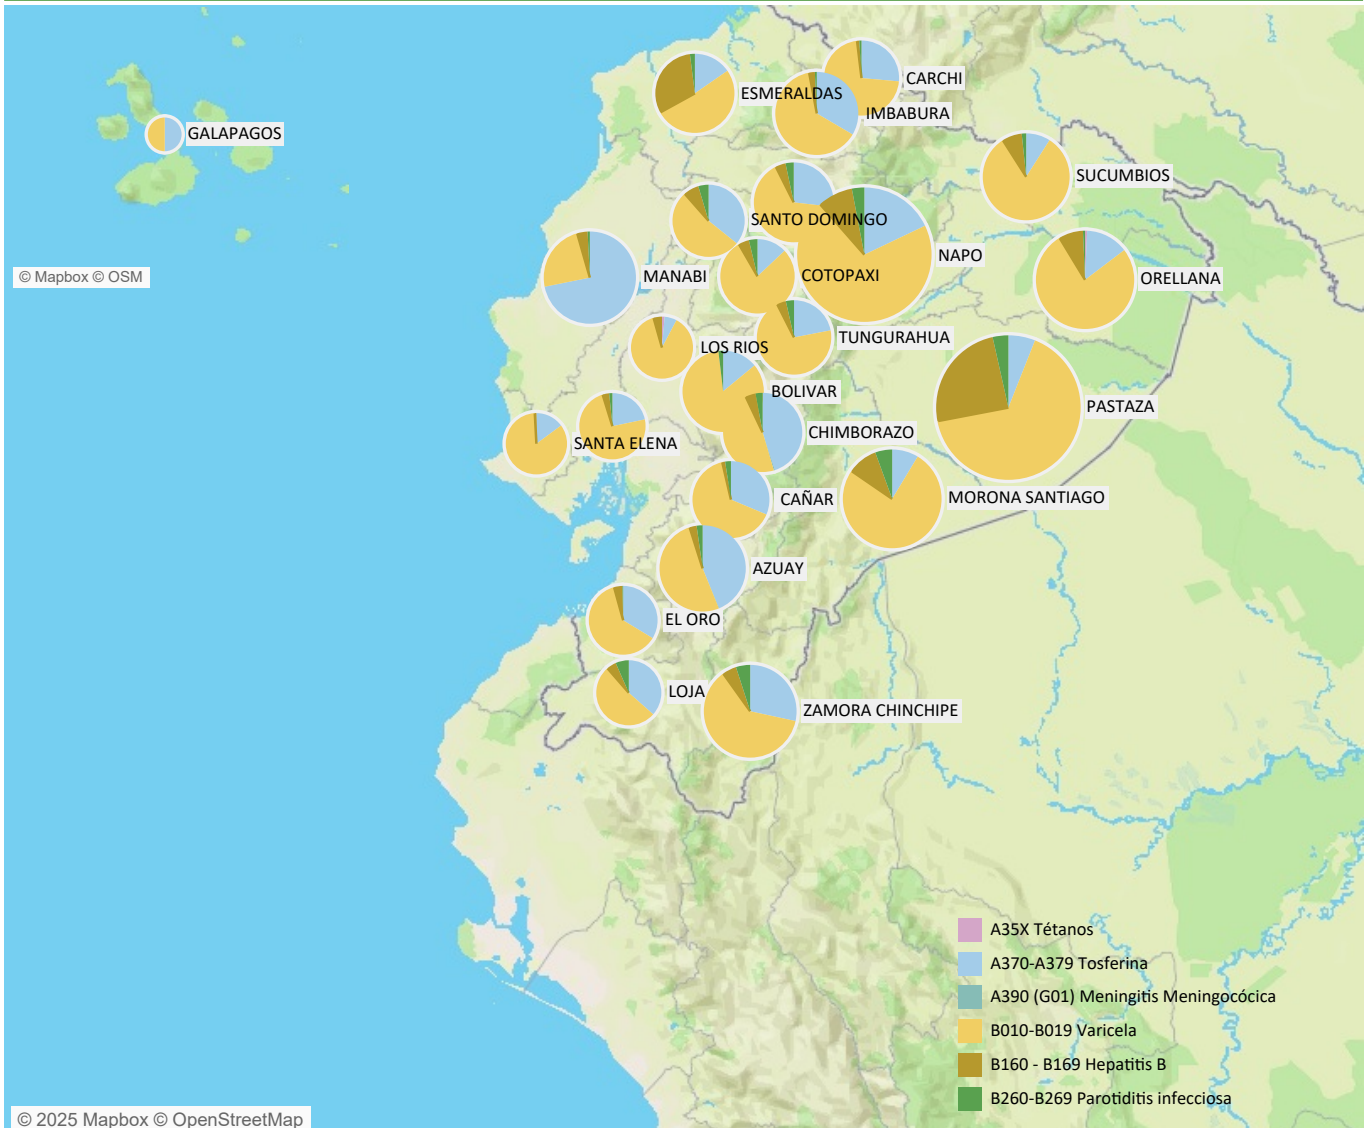 CARCHI
ESMERALDAS
IMBABURA
GALAPAGOS
SUCUMBIOS
SANTO DOMINGO
NAPO
© Mapbox © OSM
MANABI
COTOPAXI
ORELLANA
TUNGURAHUA
LOS RIOS
BOLIVAR
PASTAZA
CHIMBORAZO
SANTA ELENA
CAÑAR
MORONA SANTIAGO
AZUAY
EL ORO
LOJA
ZAMORA CHINCHIPE
A35X Tétanos
A370-A379 Tosferina
A390 (G01) Meningitis Meningocócica
B010-B019 Varicela
B160 - B169 Hepatitis B
B260-B269 Parotiditis infecciosa
© 2025 Mapbox © OpenStreetMap